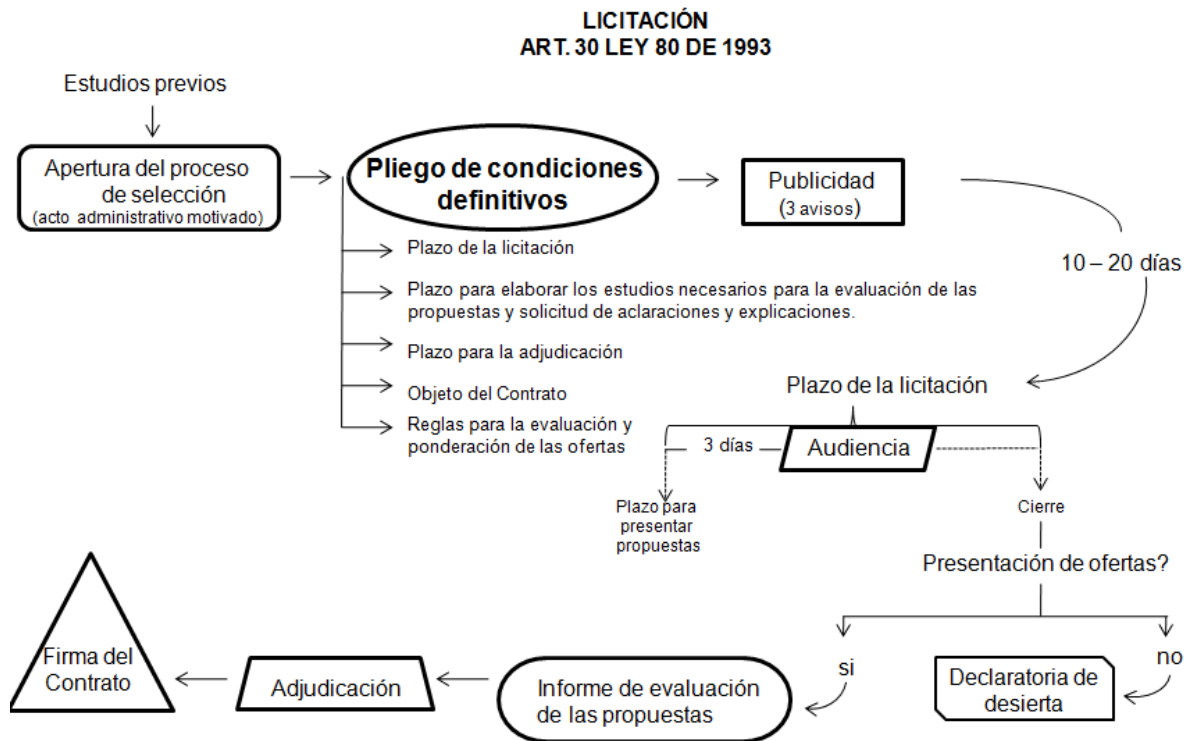 LICITACIÓN
ART. 30 LEY 80 DE 1993
Estudios previos
Apertura del proceso
de selección
(acto administrativo motivado)
Pliego de condiciones
definitivos
Publicidad
(3 avisos)
10 – 20 días
Plazo de la licitación
Plazo para elaborar los estudios necesarios para la evaluación de las
propuestas y solicitud de aclaraciones y explicaciones.
Plazo para la adjudicación
Objeto del Contrato
Reglas para la evaluación y
ponderación de las ofertas
Plazo de la licitación
3 días
Audiencia
Plazo para
presentar
propuestas
Cierre
Presentación de ofertas?
si
no
Declaratoria de
desierta
Informe de evaluación
de las propuestas
Adjudicación
Firma del
Contrato